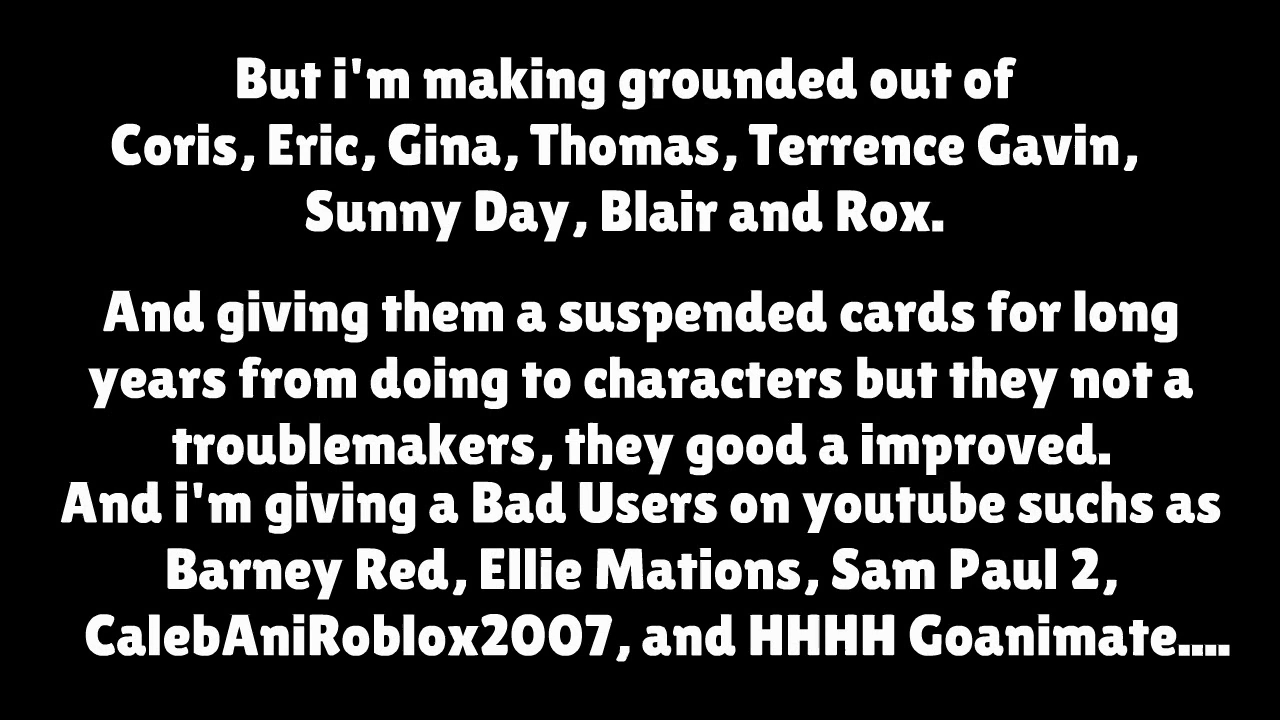 But i'm making grounded out of
Coris, Eric, Gina, Thomas, Terrence Gavin,
Sunny Day, Blair and Rox.
And giving them a suspended cards for long
years from doing to characters but they not a
troublemakers, they good a improved.
And i'm giving a Bad Users on youtube suchs as
Barney Red, Ellie Mations, Sam Paul 2,
CalebAniRoblox2007, and HHHH Goanimate....